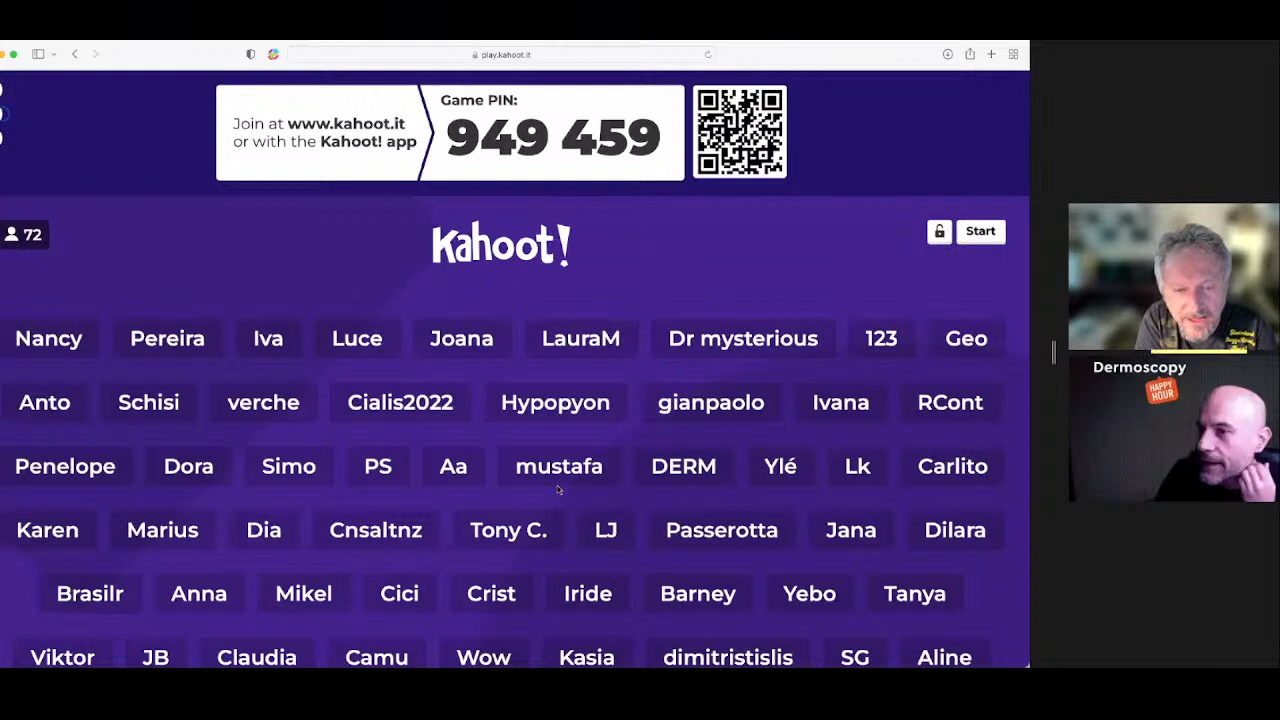 play.kahoot.it
Join at www.kahoot.it
or with the Kahoot! app
Game PIN:
949 459
72
Kahoot!
Start
Nancy Pereira Iva Luce Joana LauraM Dr mysterious 123 Geo
Anto Schisi verche Cialis2022 Hypopyon gianpaolo Ivana RCont
Penelope Dora Simo PS Aa mustafa DERM Ylé Lk Carlito
Karen Marius Dia Cnsaltnz Tony C. LJ Passerotta Jana Dilara
Brasilr Anna Mikel Cici Crist Iride Barney Yebo Tanya
Viktor JB Claudia Camu Wow Kasia dimitristislis SG Aline
Dermoscopy
HAPPY
HOUR